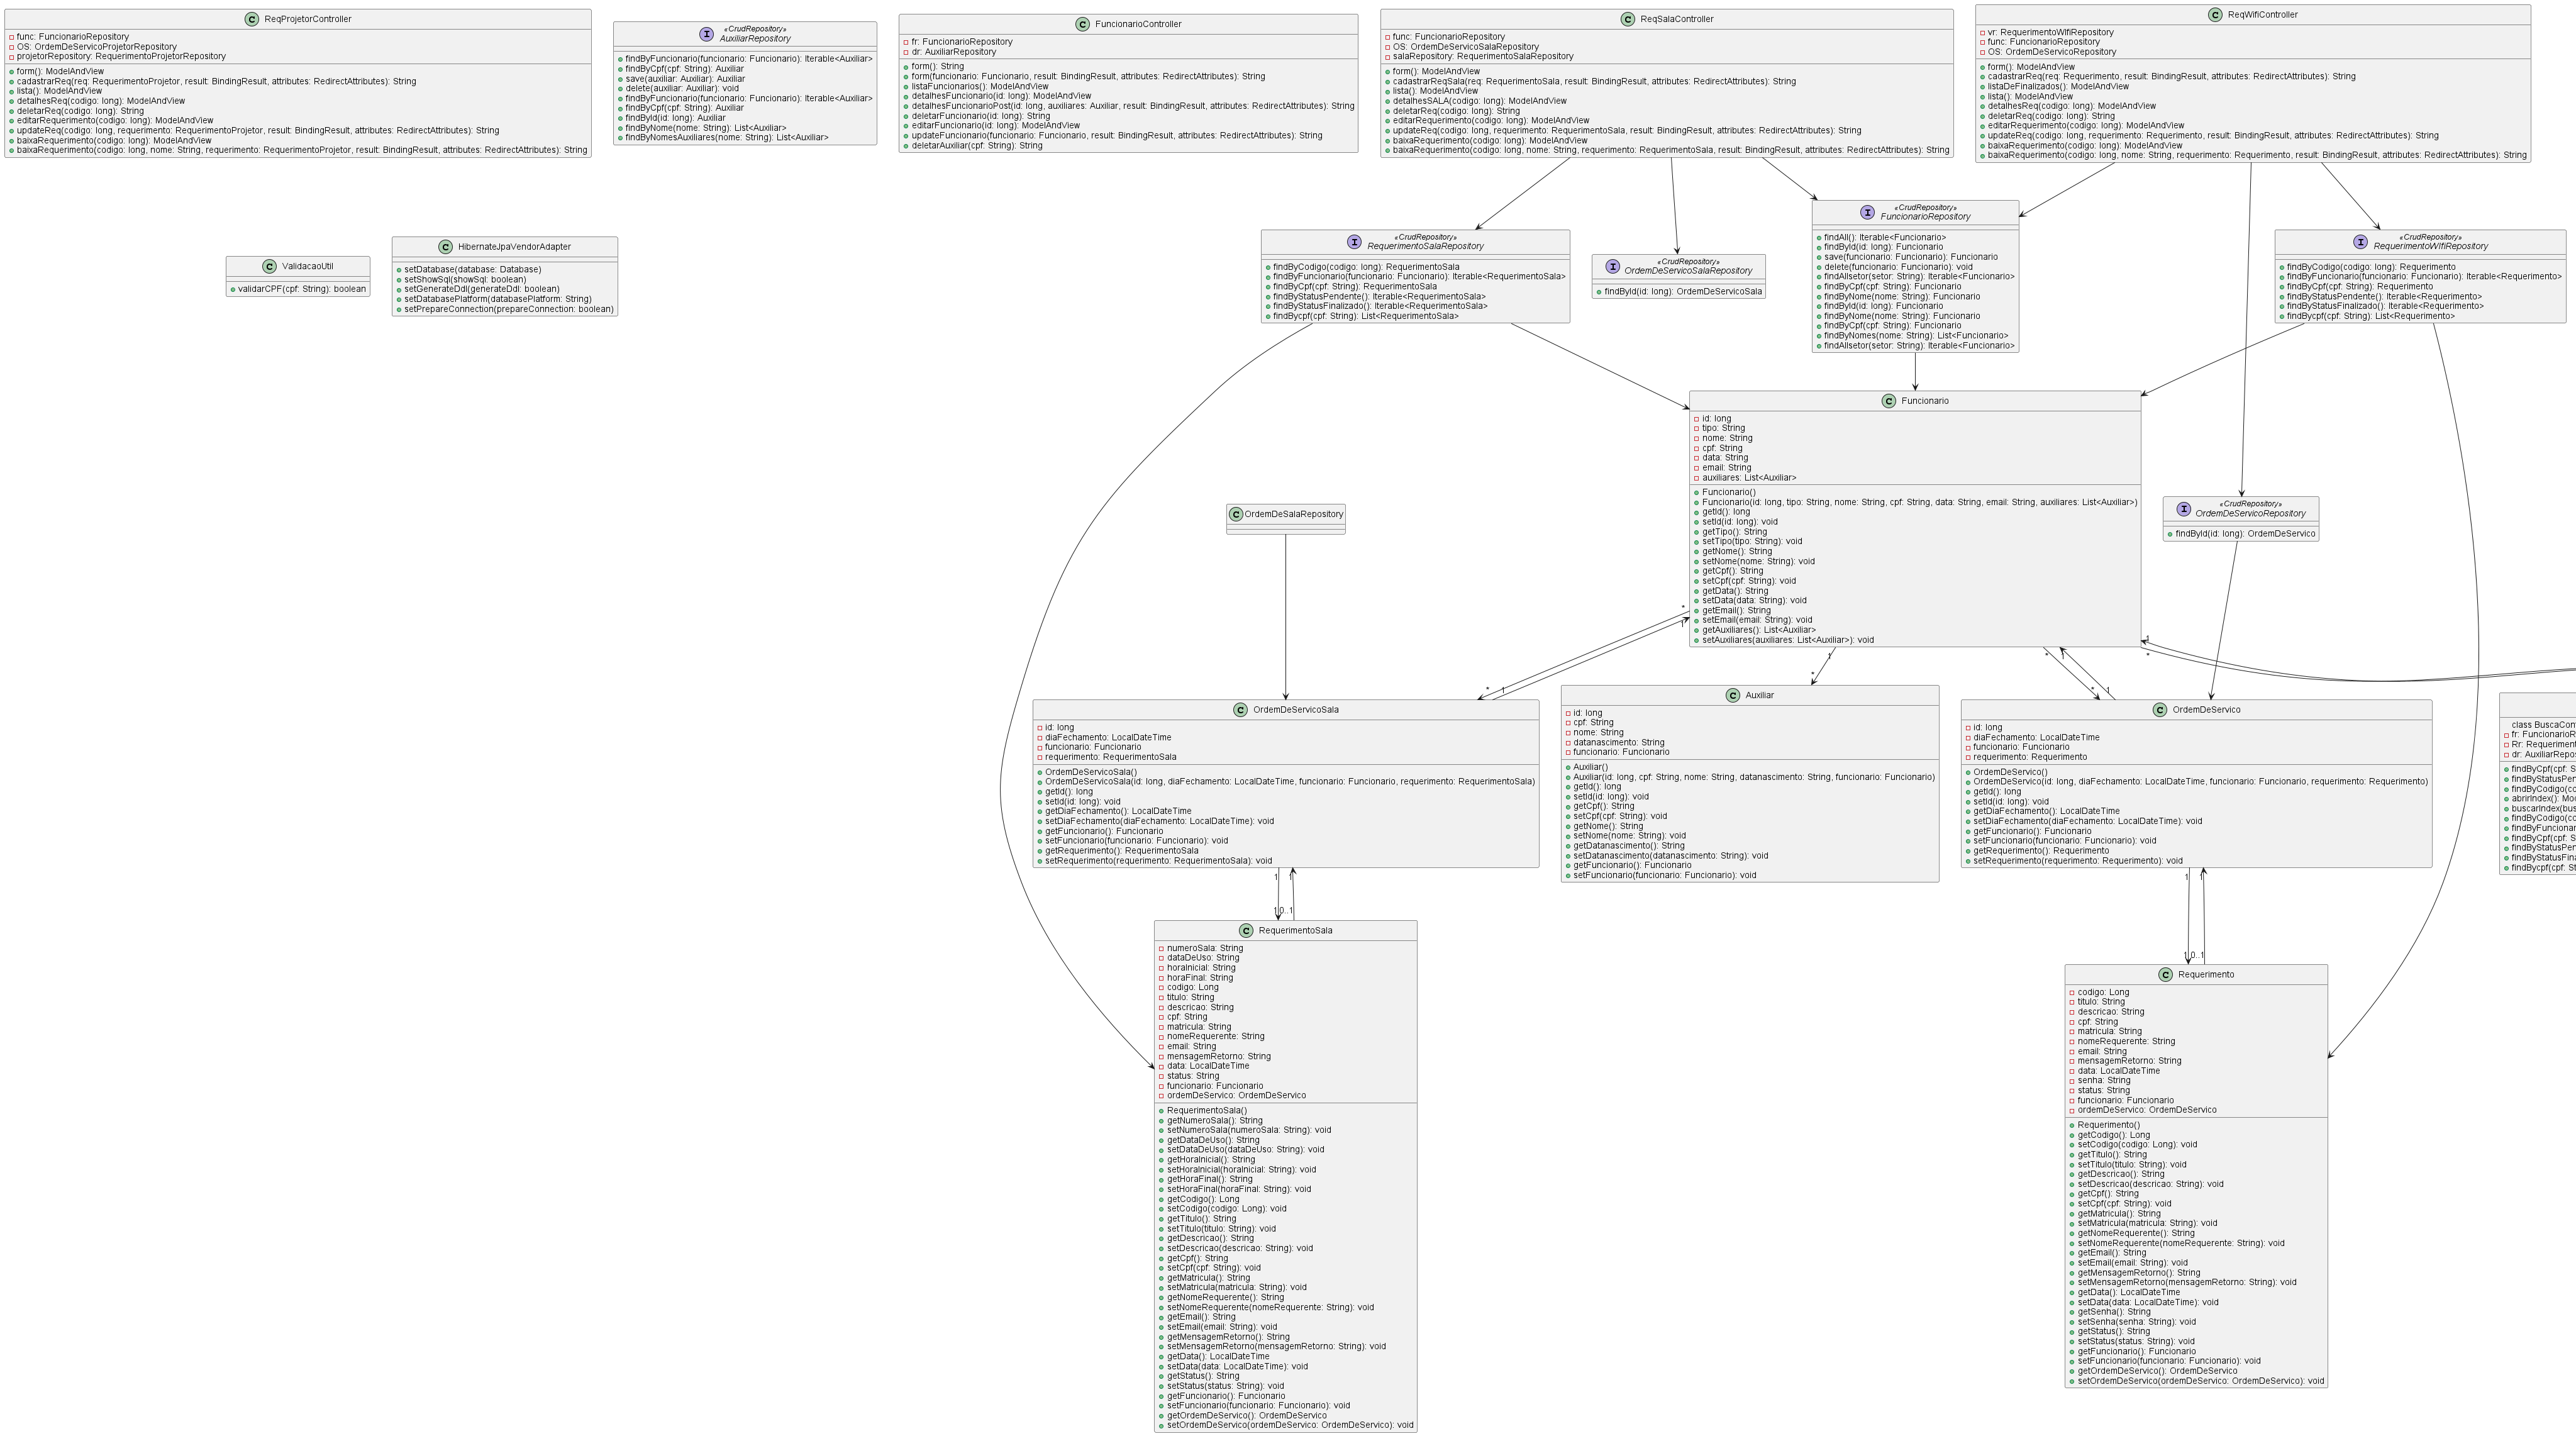 C ReqProjetorController
func: FuncionarioRepository
OS: OrdemDeServicoProjetorRepository
projetorRepository: RequerimentoProjetorRepository
form(): ModelAndView
cadastrarReq(req: RequerimentoProjetor, result: BindingResult, attributes: RedirectAttributes): String
lista(): ModelAndView
detalhesReq(codigo: long): ModelAndView
deletarReq(codigo: long): String
editarRequerimento(codigo: long): ModelAndView
updateReq(codigo: long, requerimento: RequerimentoProjetor, result: BindingResult, attributes: RedirectAttributes): String
baixaRequerimento(codigo: long): ModelAndView
baixaRequerimento(codigo: long, nome: String, requerimento: RequerimentoProjetor, result: BindingResult, attributes: RedirectAttributes): String
I «CrudRepository»
AuxiliarRepository
findByFuncionario(funcionario: Funcionario): Iterable<Auxiliar>
findByCpf(cpf: String): Auxiliar
save(auxiliar: Auxiliar): Auxiliar
delete(auxiliar: Auxiliar): void
findByFuncionario(funcionario: Funcionario): Iterable<Auxiliar>
findByCpf(cpf: String): Auxiliar
findById(id: long): Auxiliar
findByNome(nome: String): List<Auxiliar>
findByNomesAuxiliares(nome: String): List<Auxiliar>
C FuncionarioController
fr: FuncionarioRepository
dr: AuxiliarRepository
form(): String
form(funcionario: Funcionario, result: BindingResult, attributes: RedirectAttributes): String
listaFuncionarios(): ModelAndView
detalhesFuncionario(id: long): ModelAndView
detalhesFuncionarioPost(id: long, auxiliares: Auxiliar, result: BindingResult, attributes: RedirectAttributes): String
deletarFuncionario(id: long): String
editarFuncionario(id: long): ModelAndView
updateFuncionario(funcionario: Funcionario, result: BindingResult, attributes: RedirectAttributes): String
deletarAuxiliar(cpf: String): String
C ReqSalaController
func: FuncionarioRepository
OS: OrdemDeServicoSalaRepository
salaRepository: RequerimentoSalaRepository
form(): ModelAndView
cadastrarReqSala(req: RequerimentoSala, result: BindingResult, attributes: RedirectAttributes): String
lista(): ModelAndView
detalhesSALA(codigo: long): ModelAndView
deletarReq(codigo: long): String
editarRequerimento(codigo: long): ModelAndView
updateReq(codigo: long, requerimento: RequerimentoSala, result: BindingResult, attributes: RedirectAttributes): String
baixaRequerimento(codigo: long): ModelAndView
baixaRequerimento(codigo: long, nome: String, requerimento: RequerimentoSala, result: BindingResult, attributes: RedirectAttributes): String
C ReqWifiController
vr: RequerimentoWifiRepository
func: FuncionarioRepository
OS: OrdemDeServicoRepository
form(): ModelAndView
cadastrarReq(req: Requerimento, result: BindingResult, attributes: RedirectAttributes): String
listaDeFinalizados(): ModelAndView
lista(): ModelAndView
detalhesReq(codigo: long): ModelAndView
deletarReq(codigo: long): String
editarRequerimento(codigo: long): ModelAndView
updateReq(codigo: long, requerimento: Requerimento, result: BindingResult, attributes: RedirectAttributes): String
baixaRequerimento(codigo: long): ModelAndView
baixaRequerimento(codigo: long, nome: String, requerimento: Requerimento, result: BindingResult, attributes: RedirectAttributes): String
C ValidacaoUtil
validarCPF(cpf: String): boolean
C HibernateJpaVendorAdapter
setDatabase(database: Database)
setShowSql(showSql: boolean)
setGenerateDdl(generateDdl: boolean)
setDatabasePlatform(databasePlatform: String)
setPrepareConnection(prepareConnection: boolean)
I «CrudRepository»
RequerimentoSalaRepository
findByCodigo(codigo: long): RequerimentoSala
findByFuncionario(funcionario: Funcionario): Iterable<RequerimentoSala>
findByCpf(cpf: String): RequerimentoSala
findByStatusPendente(): Iterable<RequerimentoSala>
findByStatusFinalizado(): Iterable<RequerimentoSala>
findBycpf(cpf: String): List<RequerimentoSala>
I «CrudRepository»
OrdemDeServicoSalaRepository
findById(id: long): OrdemDeServicoSala
I «CrudRepository»
FuncionarioRepository
findAll(): Iterable<Funcionario>
findById(id: long): Funcionario
save(funcionario: Funcionario): Funcionario
delete(funcionario: Funcionario): void
findAllsetor(setor: String): Iterable<Funcionario>
findByCpf(cpf: String): Funcionario
findByNome(nome: String): Funcionario
findById(id: long): Funcionario
findByNome(nome: String): Funcionario
findByCpf(cpf: String): Funcionario
findByNomes(nome: String): List<Funcionario>
findAllsetor(setor: String): Iterable<Funcionario>
I «CrudRepository»
RequerimentoWifiRepository
findByCodigo(codigo: long): Requerimento
findByFuncionario(funcionario: Funcionario): Iterable<Requerimento>
findByCpf(cpf: String): Requerimento
findByStatusPendente(): Iterable<Requerimento>
findByStatusFinalizado(): Iterable<Requerimento>
findBycpf(cpf: String): List<Requerimento>
C Funcionario
id: long
tipo: String
nome: String
cpf: String
data: String
email: String
auxiliares: List<Auxiliar>
Funcionario()
Funcionario(id: long, tipo: String, nome: String, cpf: String, data: String, email: String, auxiliares: List<Auxiliar>)
getId(): long
setId(id: long): void
getTipo(): String
setTipo(tipo: String): void
getNome(): String
setNome(nome: String): void
getCpf(): String
setCpf(cpf: String): void
getData(): String
setData(data: String): void
getEmail(): String
setEmail(email: String): void
getAuxiliares(): List<Auxiliar>
setAuxiliares(auxiliares: List<Auxiliar>): void
C OrdemDeSalaRepository
I «CrudRepository»
OrdemDeServicoRepository
findById(id: long): OrdemDeServico
*
1
1
*
1
1
*
* 1
*
* 1
C OrdemDeServicoSala
id: long
diaFechamento: LocalDateTime
funcionario: Funcionario
requerimento: RequerimentoSala
OrdemDeServicoSala()
OrdemDeServicoSala(id: long, diaFechamento: LocalDateTime, funcionario: Funcionario, requerimento: RequerimentoSala)
getId(): long
setId(id: long): void
getDiaFechamento(): LocalDateTime
setDiaFechamento(diaFechamento: LocalDateTime): void
getFuncionario(): Funcionario
setFuncionario(funcionario: Funcionario): void
getRequerimento(): RequerimentoSala
setRequerimento(requerimento: RequerimentoSala): void
C Auxiliar
id: long
cpf: String
nome: String
datanascimento: String
funcionario: Funcionario
Auxiliar()
Auxiliar(id: long, cpf: String, nome: String, datanascimento: String, funcionario: Funcionario)
getId(): long
setId(id: long): void
getCpf(): String
setCpf(cpf: String): void
getNome(): String
setNome(nome: String): void
getDatanascimento(): String
setDatanascimento(datanascimento: String): void
getFuncionario(): Funcionario
setFuncionario(funcionario: Funcionario): void
C OrdemDeServico
id: long
diaFechamento: LocalDateTime
funcionario: Funcionario
requerimento: Requerimento
OrdemDeServico()
OrdemDeServico(id: long, diaFechamento: LocalDateTime, funcionario: Funcionario, requerimento: Requerimento)
getId(): long
setId(id: long): void
getDiaFechamento(): LocalDateTime
setDiaFechamento(diaFechamento: LocalDateTime): void
getFuncionario(): Funcionario
setFuncionario(funcionario: Funcionario): void
getRequerimento(): Requerimento
setRequerimento(requerimento: Requerimento): void
class BuscaCon
fr: FuncionarioR
Rr: Requeriment
dr: AuxiliarRepos
findByCpf(cpf: S
findByStatusPen
findByCodigo(co
abrirIndex(): Mod
buscarIndex(bus
findByCodigo(co
findByFuncionar
findByCpf(cpf: S
findByStatusPen
findByStatusFina
findBycpf(cpf: St
1 1
1 0..1
1 1
1 0..1
C RequerimentoSala
numeroSala: String
dataDeUso: String
horaInicial: String
horaFinal: String
codigo: Long
titulo: String
descricao: String
cpf: String
matricula: String
nomeRequerente: String
email: String
mensagemRetorno: String
data: LocalDateTime
status: String
funcionario: Funcionario
ordemDeServico: OrdemDeServico
RequerimentoSala()
getNumeroSala(): String
setNumeroSala(numeroSala: String): void
getDataDeUso(): String
setDataDeUso(dataDeUso: String): void
getHoraInicial(): String
setHoraInicial(horaInicial: String): void
getHoraFinal(): String
setHoraFinal(horaFinal: String): void
getCodigo(): Long
setCodigo(codigo: Long): void
getTitulo(): String
setTitulo(titulo: String): void
getDescricao(): String
setDescricao(descricao: String): void
getCpf(): String
setCpf(cpf: String): void
getMatricula(): String
setMatricula(matricula: String): void
getNomeRequerente(): String
setNomeRequerente(nomeRequerente: String): void
getEmail(): String
setEmail(email: String): void
getMensagemRetorno(): String
setMensagemRetorno(mensagemRetorno: String): void
getData(): LocalDateTime
setData(data: LocalDateTime): void
getStatus(): String
setStatus(status: String): void
getFuncionario(): Funcionario
setFuncionario(funcionario: Funcionario): void
getOrdemDeServico(): OrdemDeServico
setOrdemDeServico(ordemDeServico: OrdemDeServico): void
C Requerimento
codigo: Long
titulo: String
descricao: String
cpf: String
matricula: String
nomeRequerente: String
email: String
mensagemRetorno: String
data: LocalDateTime
senha: String
status: String
funcionario: Funcionario
ordemDeServico: OrdemDeServico
Requerimento()
getCodigo(): Long
setCodigo(codigo: Long): void
getTitulo(): String
setTitulo(titulo: String): void
getDescricao(): String
setDescricao(descricao: String): void
getCpf(): String
setCpf(cpf: String): void
getMatricula(): String
setMatricula(matricula: String): void
getNomeRequerente(): String
setNomeRequerente(nomeRequerente: String): void
getEmail(): String
setEmail(email: String): void
getMensagemRetorno(): String
setMensagemRetorno(mensagemRetorno: String): void
getData(): LocalDateTime
setData(data: LocalDateTime): void
getSenha(): String
setSenha(senha: String): void
getStatus(): String
setStatus(status: String): void
getFuncionario(): Funcionario
setFuncionario(funcionario: Funcionario): void
getOrdemDeServico(): OrdemDeServico
setOrdemDeServico(ordemDeServico: OrdemDeServico): void